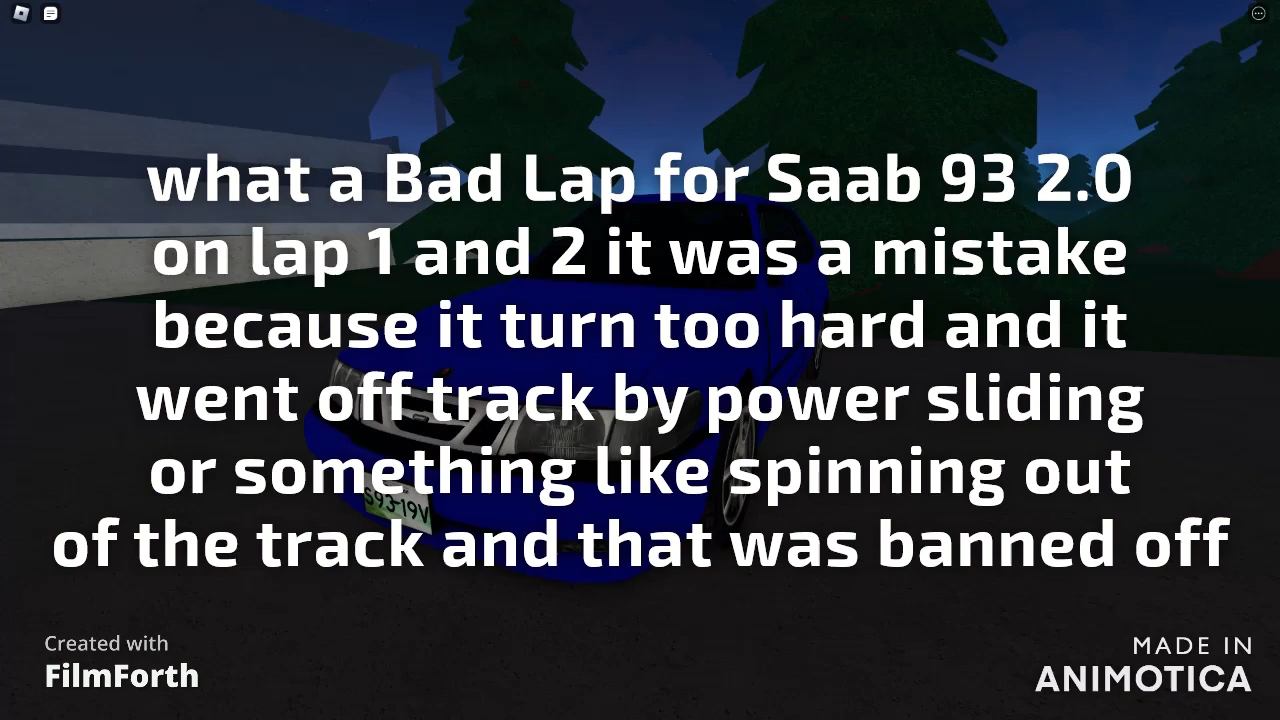 what a Bad Lap for Saab 93 2.0
on lap 1 and 2 it was a mistake
because it turn too hard and it
went off track by power sliding
or something like spinning out
of the track and that was banned off
S93-19V
Created with
FilmForth
MADE IN
ANIMOTICA